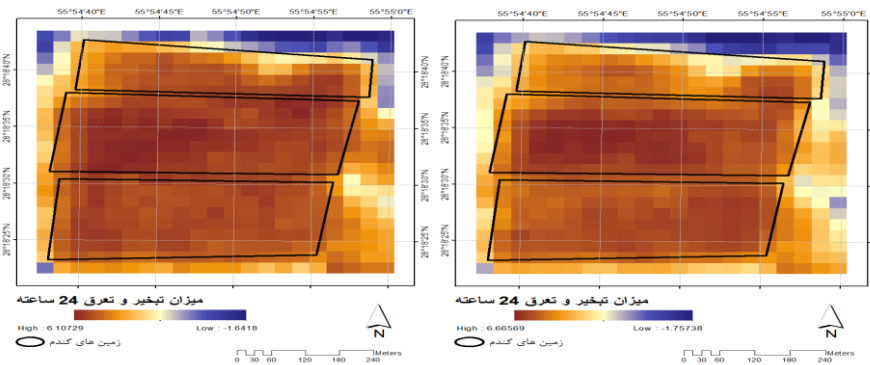 55°54'40"E 55°54'45"E 55°54'50"E 55°54'55"E 55°55'0"E
28°18'40"N
28°18'35"N
28°18'30"N
28°18'25"N
میزان تبخیر و تعرق 24 ساعته
High : 6.10729 Low : -1.6418
زمین های گندم
N
Meters
0 30 60 120 180 240
55°54'40"E 55°54'45"E 55°54'50"E 55°54'55"E 55°55'0"E
28°18'40"N
28°18'35"N
28°18'30"N
28°18'25"N
میزان تبخیر و تعرق 24 ساعته
High : 6.66569 Low : -1.75738
زمین های گندم
N
Meters
0 30 60 120 180 240